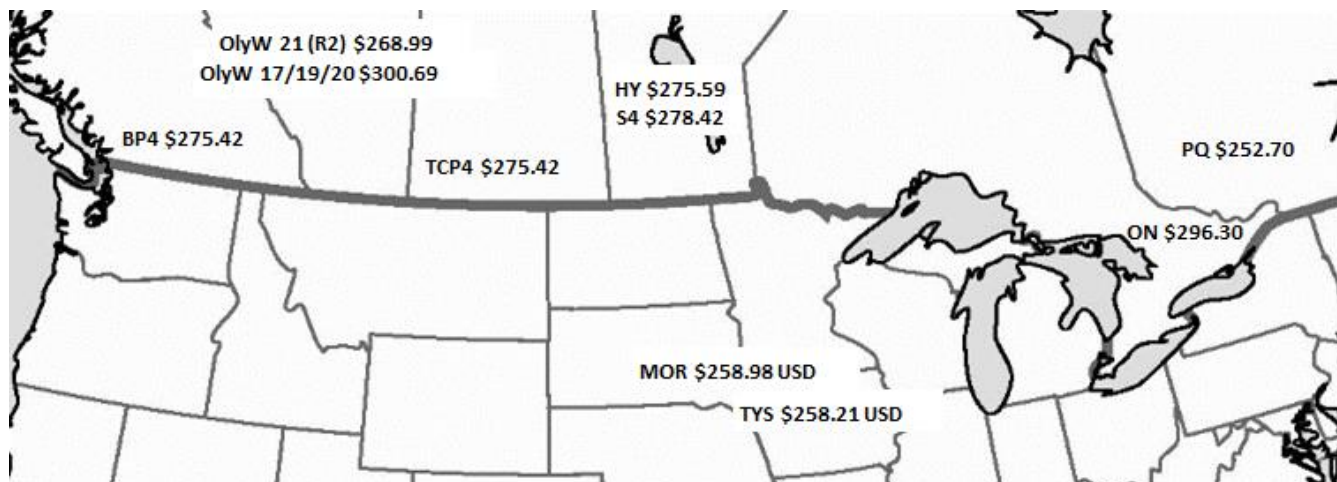 OlyW 21 (R2) $268.99
OlyW 17/19/20 $300.69
HY $275.59
S4 $278.42
BP4 $275.42
TCP4 $275.42
PQ $252.70
ON $296.30
MOR $258.98 USD
TYS $258.21 USD